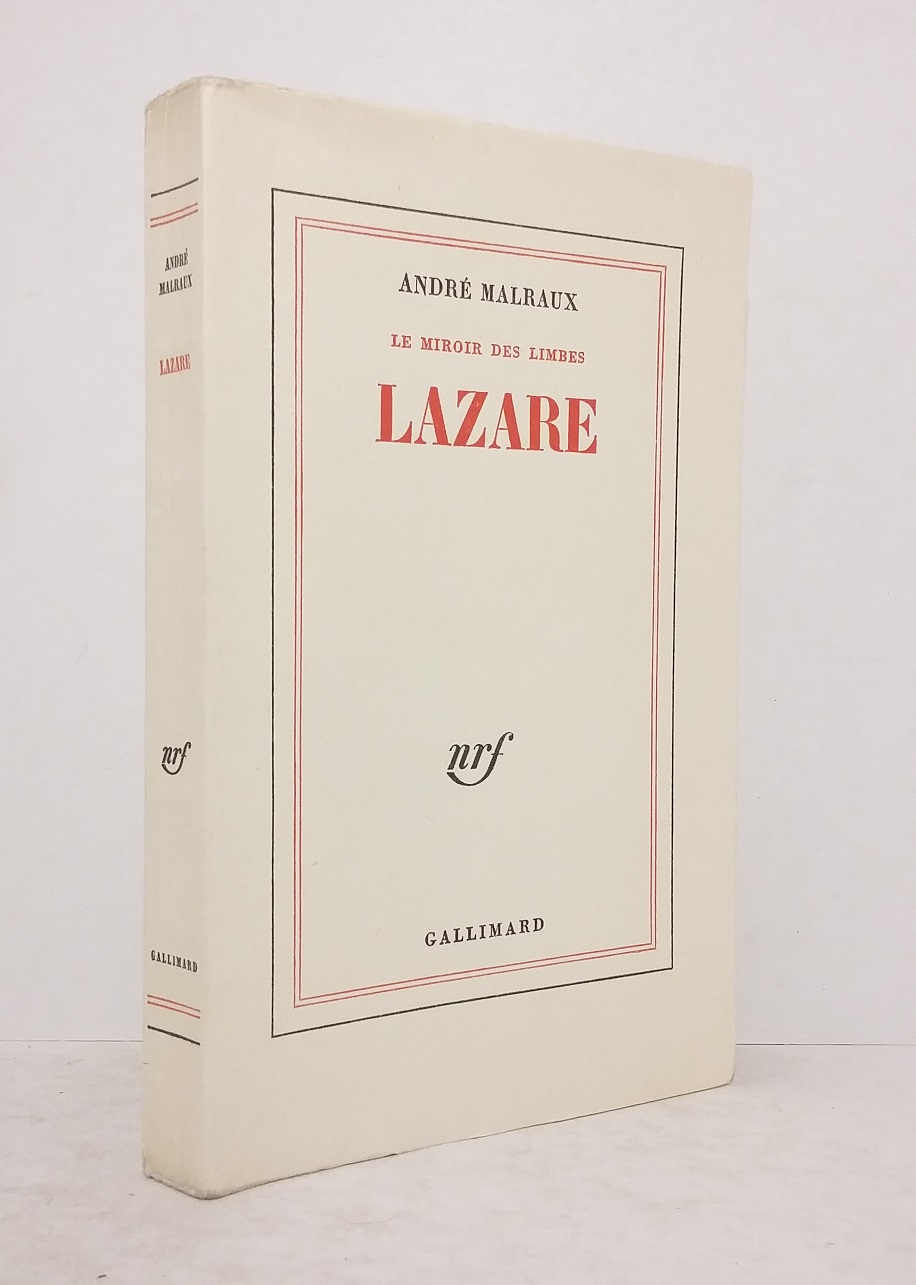 ANDRÉ
MALRAUX
LAZARE
nrf
GALLIMARD
ANDRÉ MALRAUX
LE MIROIR DES LIMBES
LAZARE
nrf
GALLIMARD